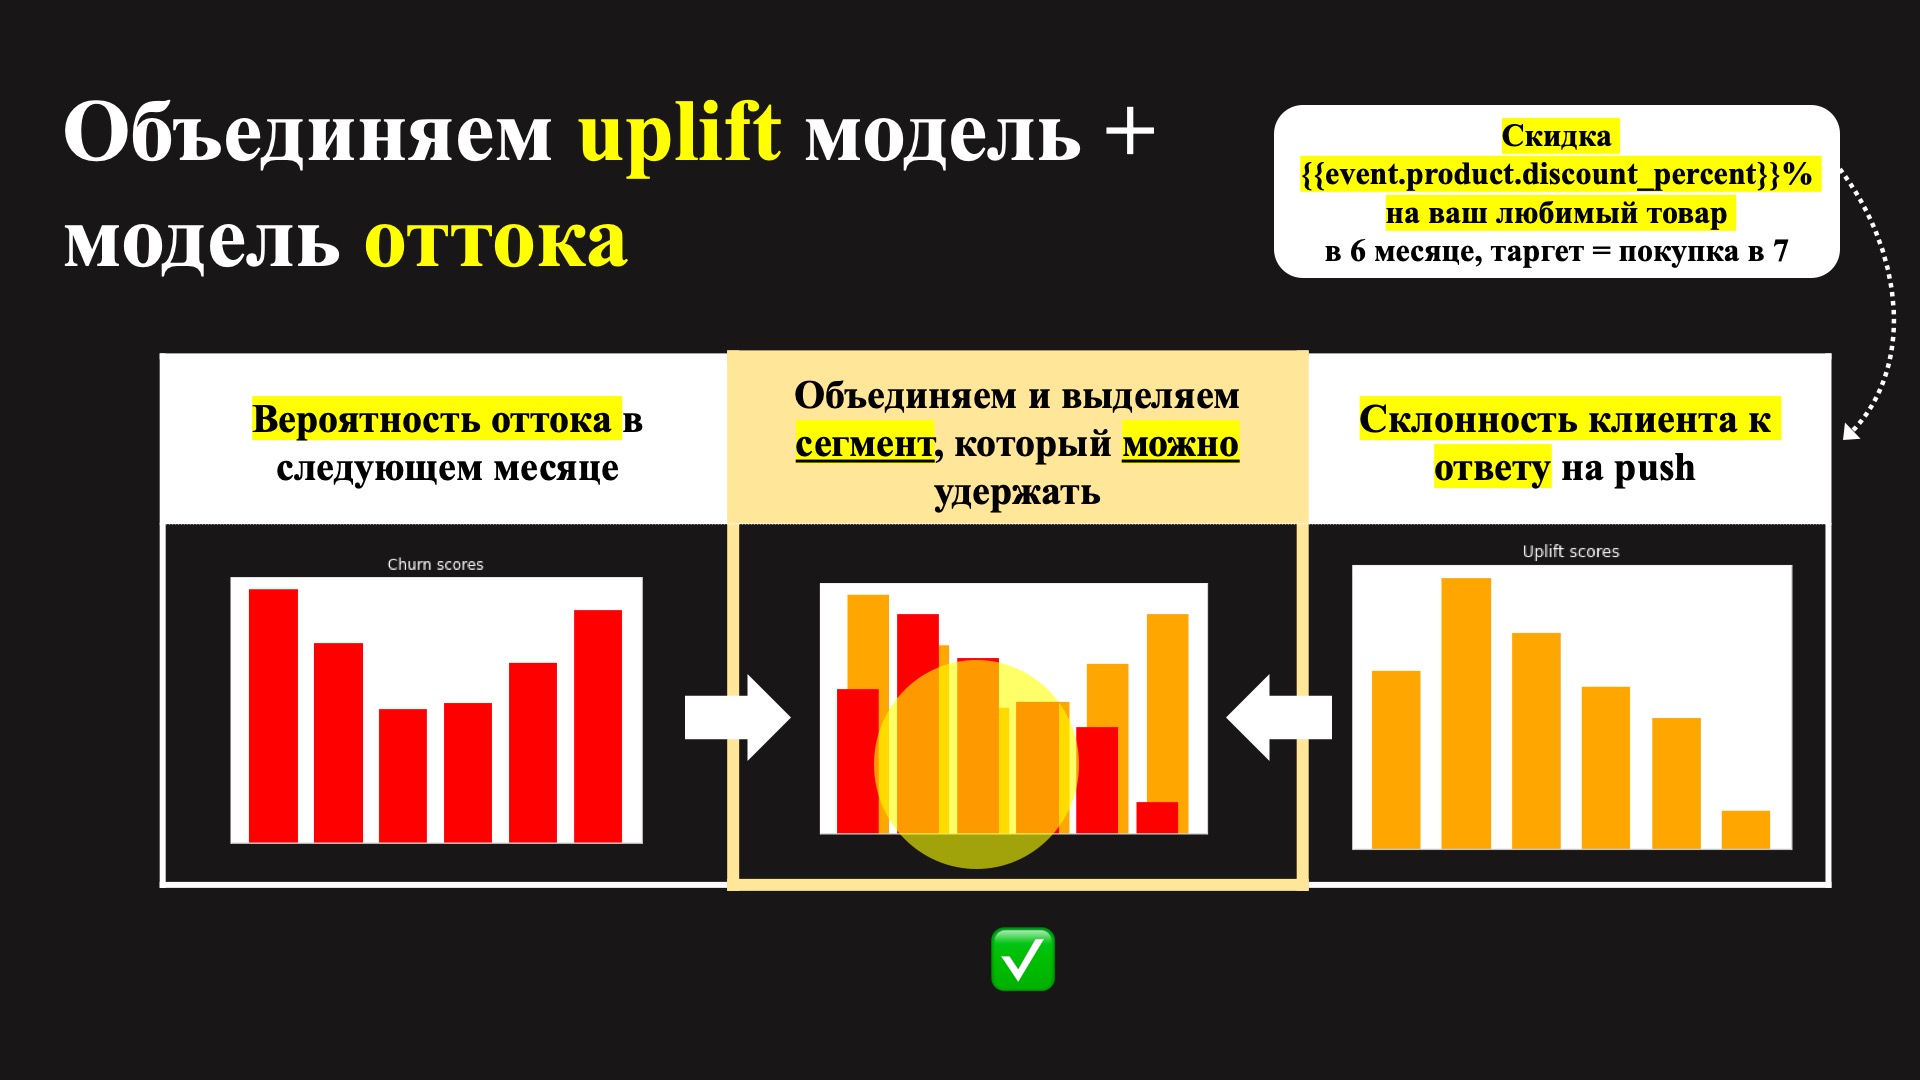 Объединяем uplift модель +
модель оттока
Скидка
{{event.product.discount_percent}}%
на ваш любимый товар
в 6 месяце, таргет = покупка в 7
Вероятность оттока в
следующем месяце
Объединяем и выделяем
сегмент, который можно
удержать
Склонность клиента к
ответу на push
Churn scores
Uplift scores